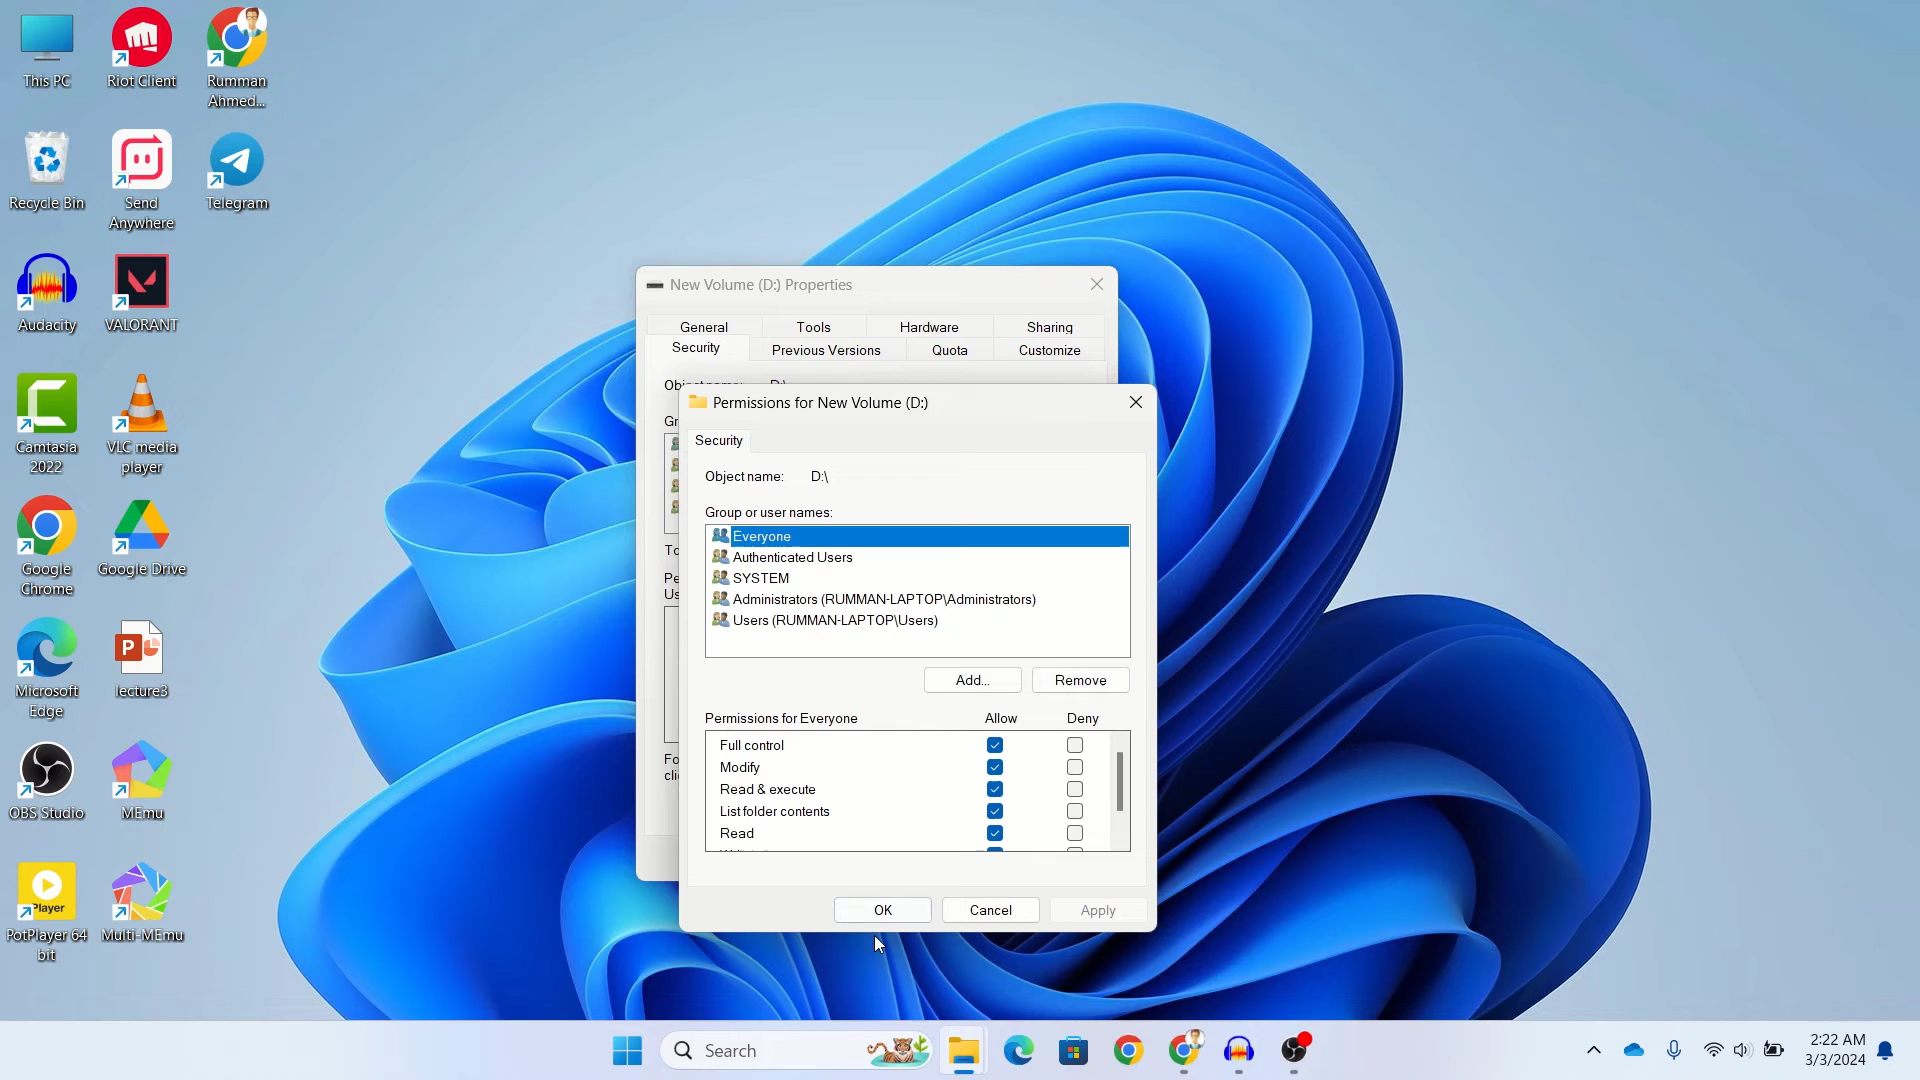 This PC
Riot Client
Rumman
Ahmed...
Recycle Bin
Send
Anywhere
Telegram
Audacity
VALORANT
Camtasia
2022
VLC media
player
Google
Chrome
Google Drive
Microsoft
Edge
lecture3
OBS Studio
MEmu
Player
PotPlayer 64
bit
Multi-MEmu
New Volume (D:) Properties
General
Tools
Hardware
Sharing
Security
Previous Versions
Quota
Customize
Permissions for New Volume (D:)
Security
Object name: D:\
Group or user names:
Everyone
Authenticated Users
SYSTEM
Administrators (RUMMAN-LAPTOP\Administrators)
Users (RUMMAN-LAPTOP\Users)
Add...
Remove
Permissions for Everyone
Allow
Deny
Full control
Modify
Read & execute
List folder contents
Read
OK
Cancel
Apply
Search
2:22 AM
3/3/2024